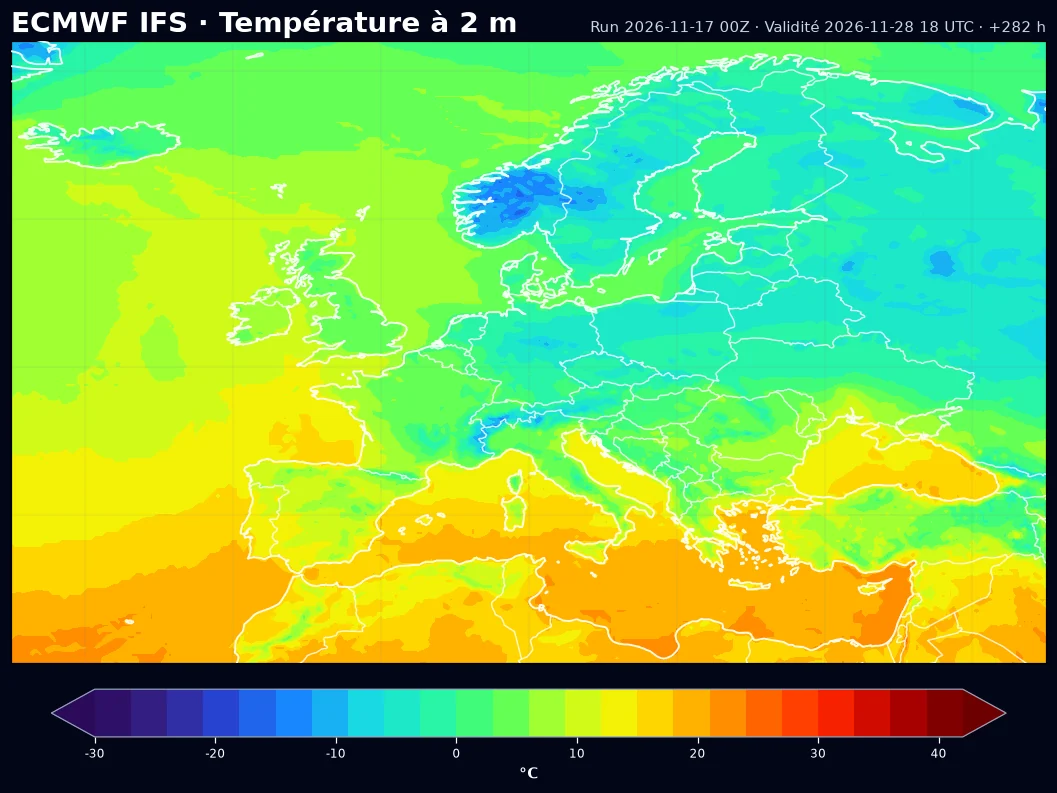 ECMWF IFS · Température à 2 m
Run 2026-11-17 00Z · Validité 2026-11-28 18 UTC · +282 h
-30 -20 -10 0 10 20 30 40
°C